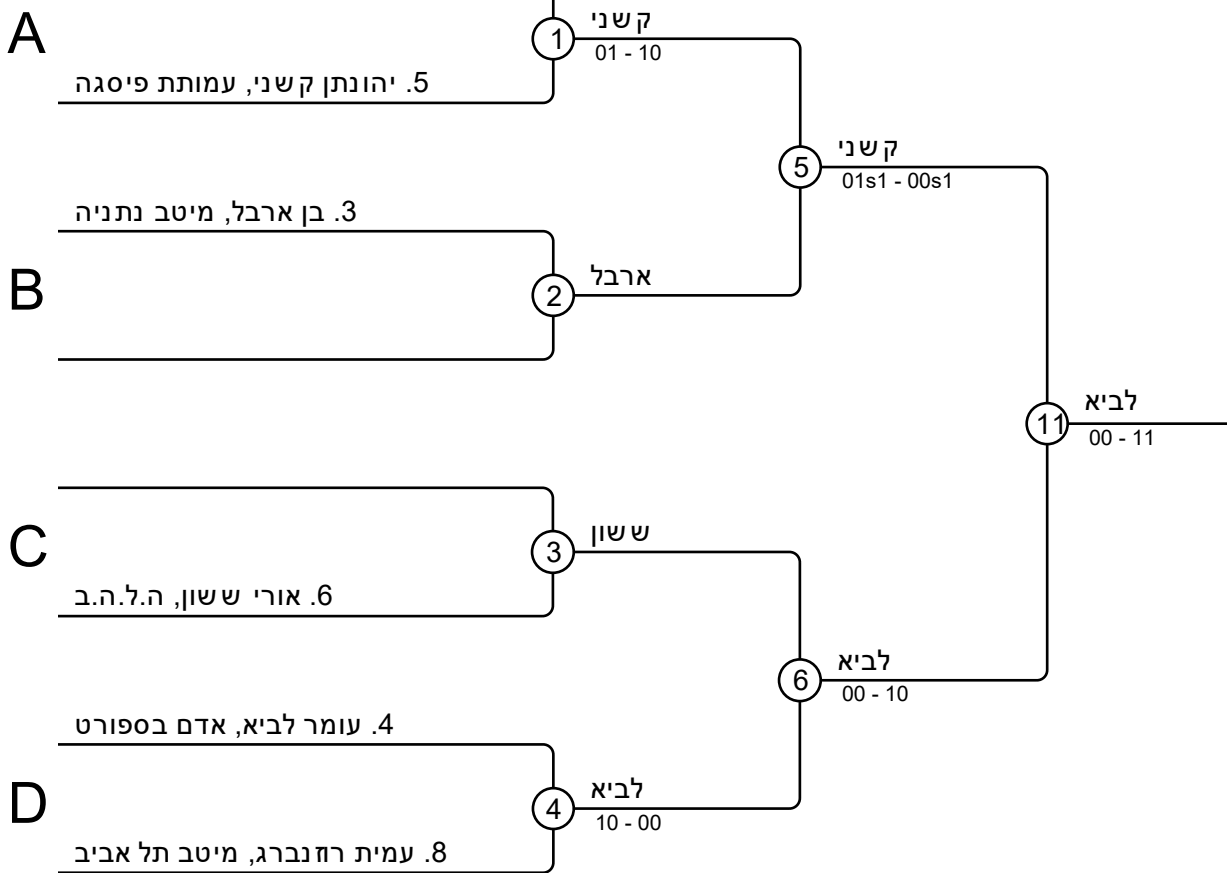 A
1
קשני
01 - 10
5. יהונתן קשני, עמותת פיסגה
5
קשני
01s1 - 00s1
3. בן ארבל, מיטב נתניה
B
2
ארבל
11
לביא
00 - 11
C
3
ששון
6. אורי ששון, ה.ל.ה.ב
6
לביא
00 - 10
4. עומר לביא, אדם בספורט
D
4
לביא
10 - 00
8. עמית רוזנברג, מיטב תל אביב